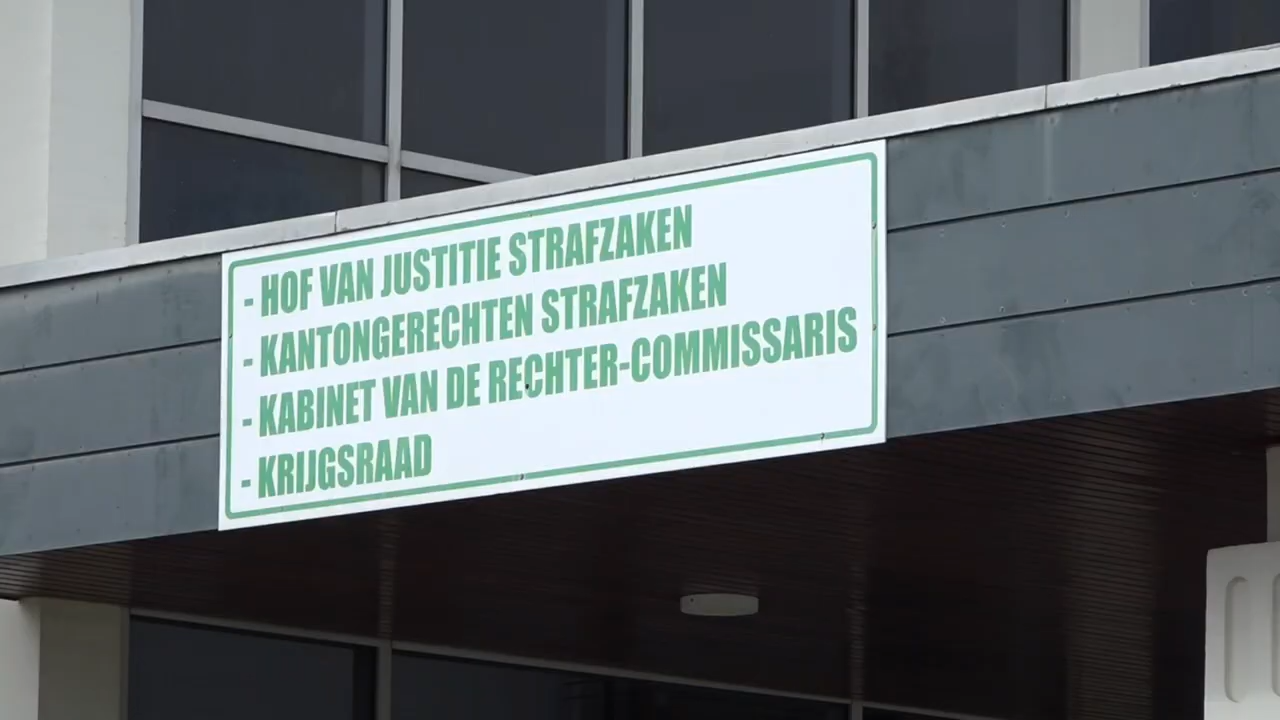 - HOF VAN JUSTITIE STRAFZAKEN
- KANTONGERECHTEN STRAFZAKEN
- KABINET VAN DE RECHTER-COMMISSARIS
- KRIJGSRAAD